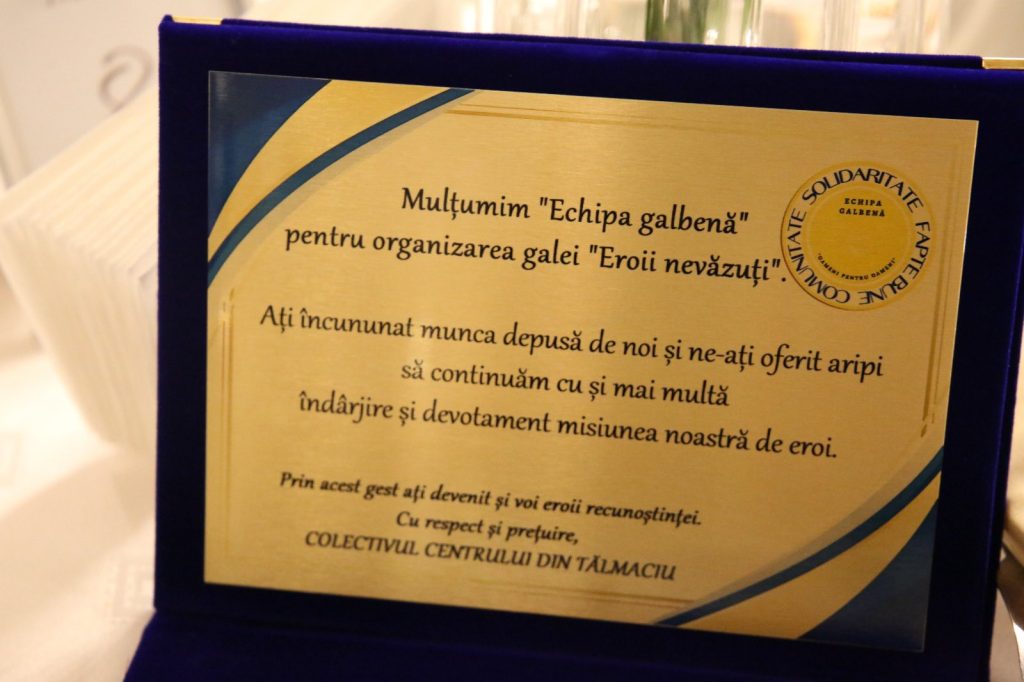 Mulțumim "Echipa galbenă"
pentru organizarea galei "Eroii nevăzuți".
COMUNITATE SOLIDARITATE FAPTE BUNE
ECHIPA
GALBENĂ
"OAMENI PENTRU OAMENI"
Ați încununat munca depusă de noi și ne-ați oferit aripi
să continuăm cu și mai multă
îndârjire și devotament misiunea noastră de eroi.
Prin acest gest ați devenit și voi eroii recunoștinței.
Cu respect și prețuire,
COLECTIVUL CENTRULUI DIN TĂLMACIU